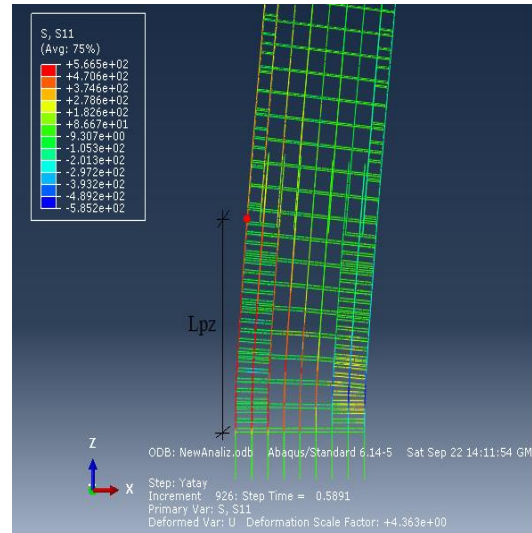 S, S11
(Avg: 75%)
+5.665e+02
+4.706e+02
+3.746e+02
+2.786e+02
+1.826e+02
+8.667e+01
-9.307e+00
-1.053e+02
-2.013e+02
-2.972e+02
-3.932e+02
-4.892e+02
-5.852e+02
Lpz
ODB: NewAnaliz.odb Abaqus/Standard 6.14-5 Sat Sep 22 14:11:54 GM
Z
X
Step: Yatay
Increment 926: Step Time = 0.5891
Primary Var: S, S11
Deformed Var: U Deformation Scale Factor: +4.363e+00